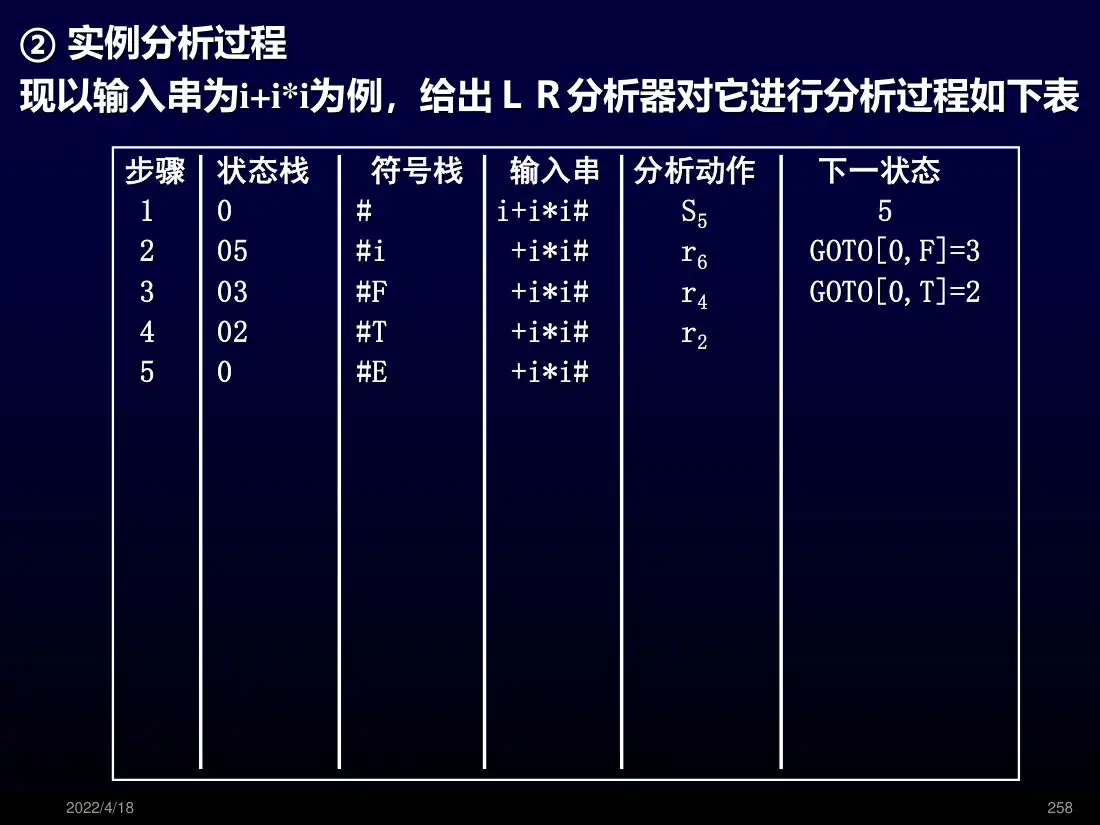 ② 实例分析过程
现以输入串为i+i*i为例，给出ＬＲ分析器对它进行分析过程如下表
步骤 状态栈 符号栈 输入串 分析动作 下一状态
1 0 # i+i*i# S5 5
2 05 #i +i*i# r6 GOTO[0,F]=3
3 03 #F +i*i# r4 GOTO[0,T]=2
4 02 #T +i*i# r2
5 0 #E +i*i#
2022/4/18 258